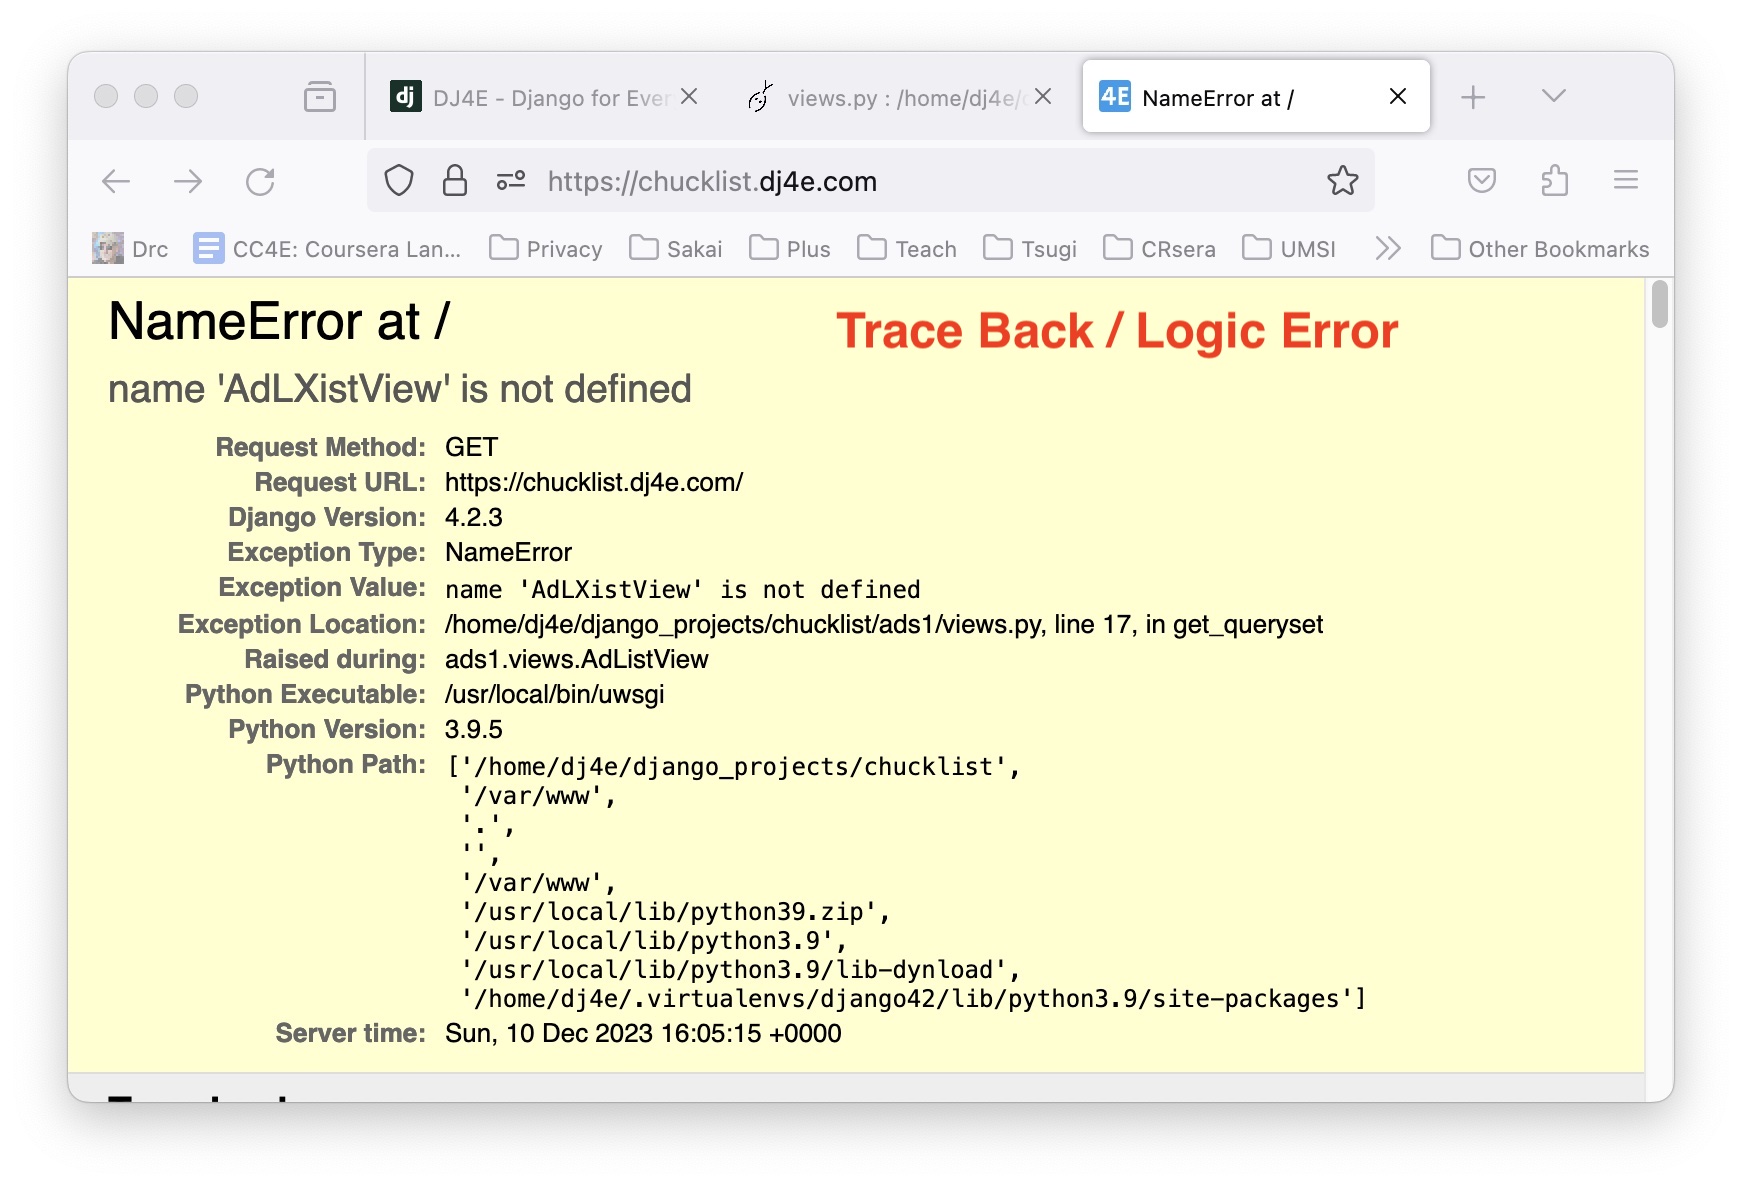 DJ4E - Django for Ever
views.py : /home/dj4e/
4E NameError at /
https://chucklist.dj4e.com
Drc CC4E: Coursera Lan... Privacy Sakai Plus Teach Tsugi CRsera UMSI Other Bookmarks
NameError at /
Trace Back / Logic Error
name 'AdLXistView' is not defined
Request Method: GET
Request URL: https://chucklist.dj4e.com/
Django Version: 4.2.3
Exception Type: NameError
Exception Value: name 'AdLXistView' is not defined
Exception Location: /home/dj4e/django_projects/chucklist/ads1/views.py, line 17, in get_queryset
Raised during: ads1.views.AdListView
Python Executable: /usr/local/bin/uwsgi
Python Version: 3.9.5
Python Path: ['/home/dj4e/django_projects/chucklist',
'/var/www',
'.',
'',
'/var/www',
'/usr/local/lib/python39.zip',
'/usr/local/lib/python3.9',
'/usr/local/lib/python3.9/lib-dynload',
'/home/dj4e/.virtualenvs/django42/lib/python3.9/site-packages']
Server time: Sun, 10 Dec 2023 16:05:15 +0000